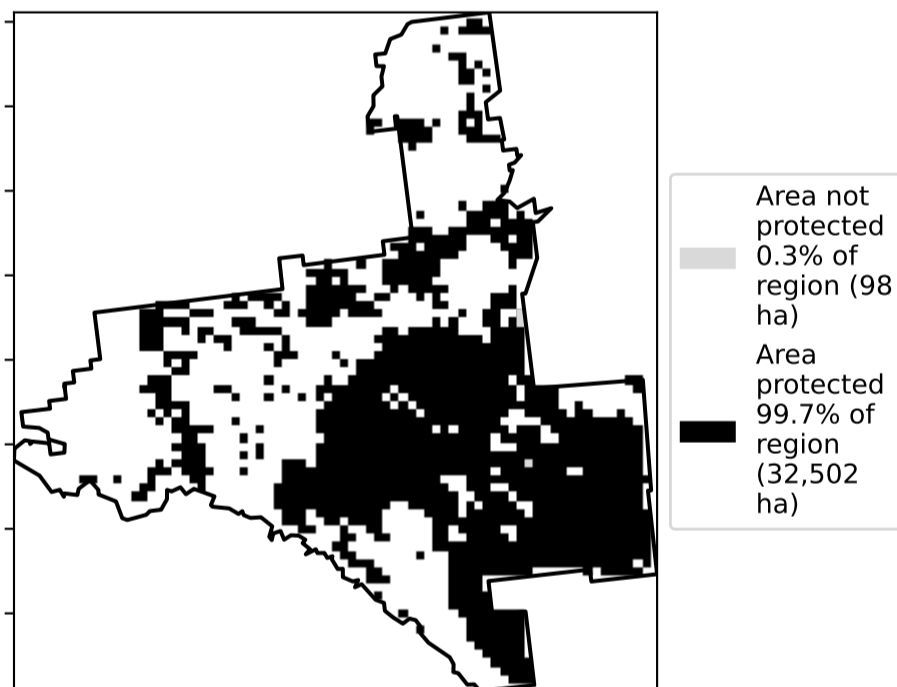 Area not
protected
0.3% of
region (98
ha)
Area
protected
99.7% of
region
(32,502
ha)